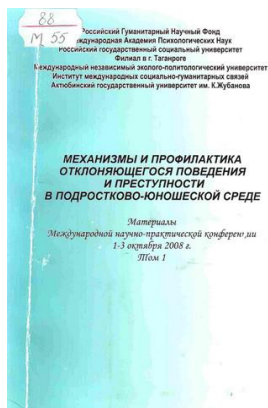 88
М 55
Российский Гуманитарный Научный Фонд
Международная Академия Психологических Наук
Российский государственный социальный университет
Филиал в г. Таганроге
Международный независимый эколого-политологический университет
Институт международных социально-гуманитарных связей
Актюбинский государственный университет им. К.Жубанова
МЕХАНИЗМЫ И ПРОФИЛАКТИКА
ОТКЛОНЯЮЩЕГОСЯ ПОВЕДЕНИЯ
И ПРЕСТУПНОСТИ
В ПОДРОСТКОВО-ЮНОШЕСКОЙ СРЕДЕ
Материалы
Международной научно-практической конференции
1-3 октября 2008 г.
Том 1